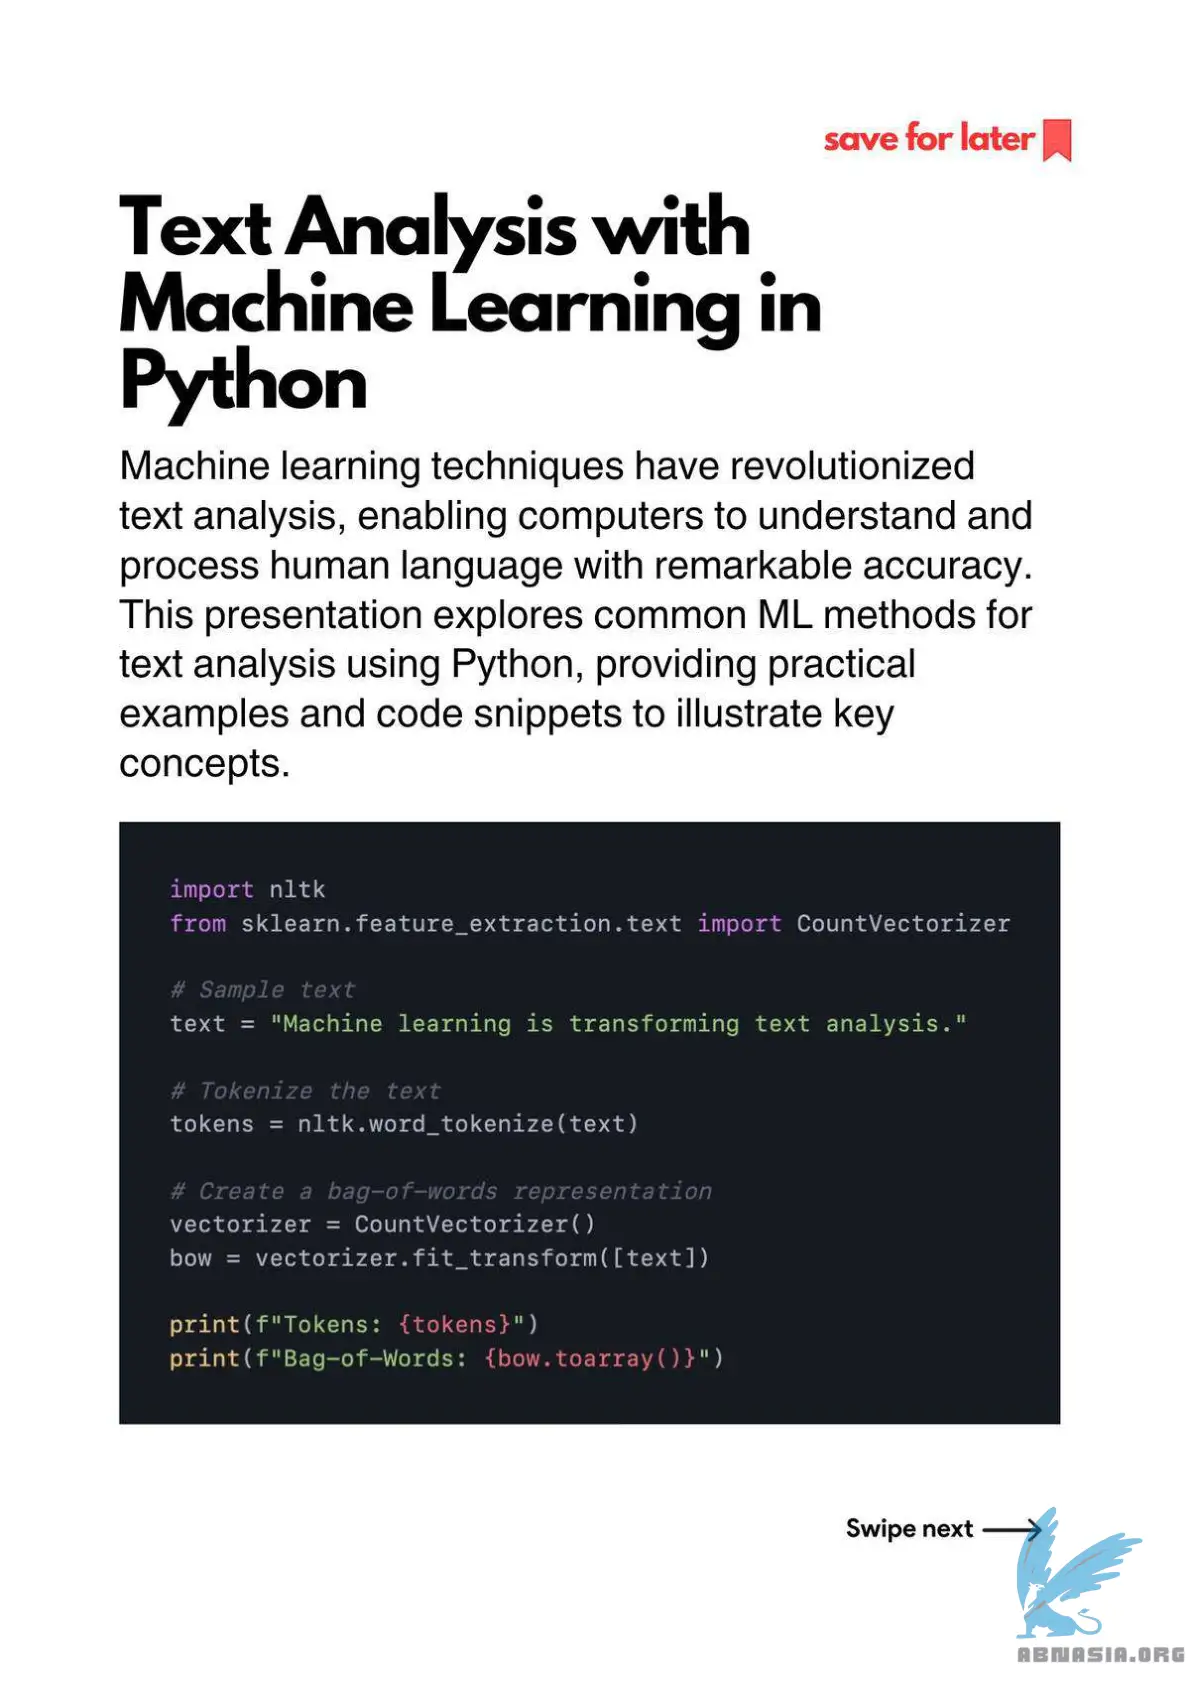 save for later
Text Analysis with
Machine Learning in
Python
Machine learning techniques have revolutionized
text analysis, enabling computers to understand and
process human language with remarkable accuracy.
This presentation explores common ML methods for
text analysis using Python, providing practical
examples and code snippets to illustrate key
concepts.
import nltk
from sklearn.feature_extraction.text import CountVectorizer
# Sample text
text = "Machine learning is transforming text analysis."
# Tokenize the text
tokens = nltk.word_tokenize(text)
# Create a bag-of-words representation
vectorizer = CountVectorizer()
bow = vectorizer.fit_transform([text])
print(f"Tokens: {tokens}")
print(f"Bag-of-Words: {bow.toarray()}")
Swipe next
ABNASIA.ORG